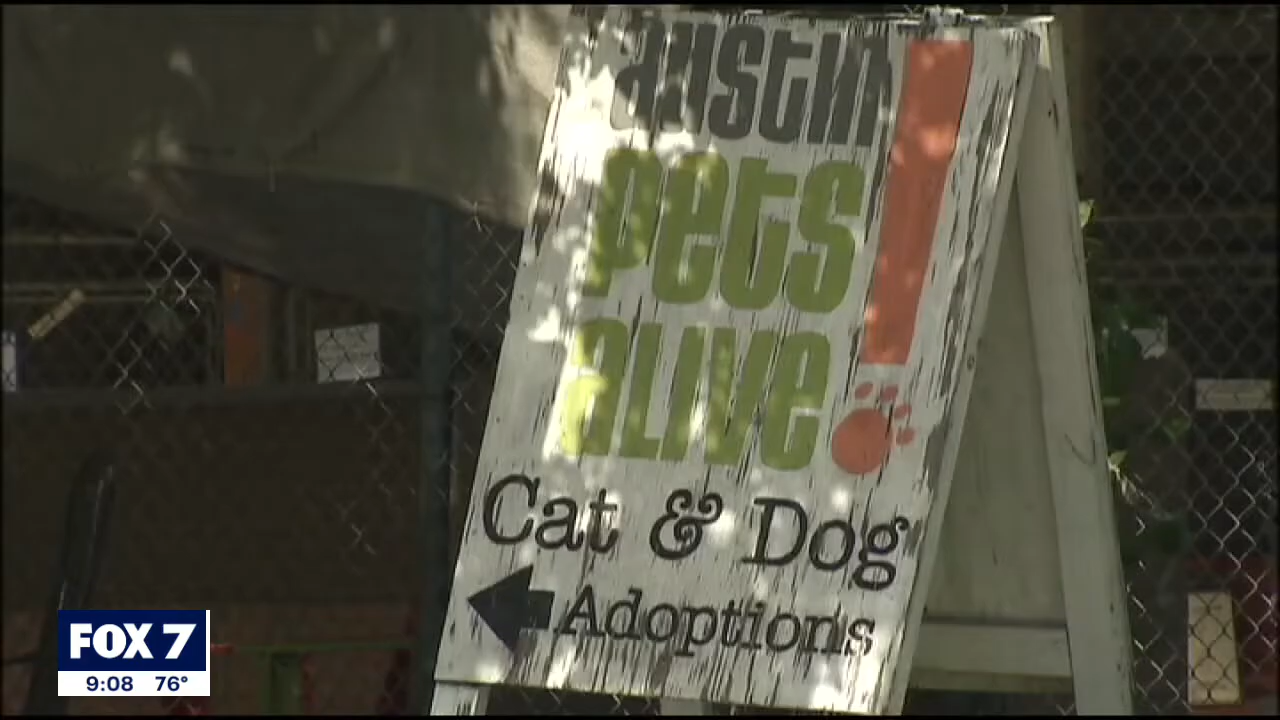 austin
pets
alive!
Cat & Dog
Adoptions
FOX 7
9:08 76°